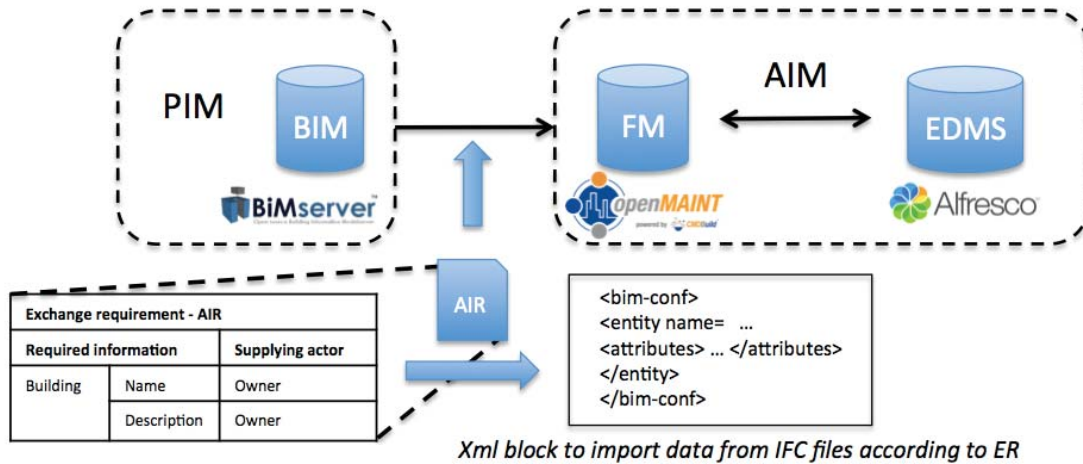 PIM
BIM
BiMserver
FM
AIM
EDMS
openMAINT
powered by CMDBuild
Alfresco
AIR
Exchange requirement - AIR
Required information Supplying actor
Building Name Owner
Description Owner
<bim-conf>
<entity name= ...
<attributes> ... </attributes>
</entity>
</bim-conf>
Xml block to import data from IFC files according to ER